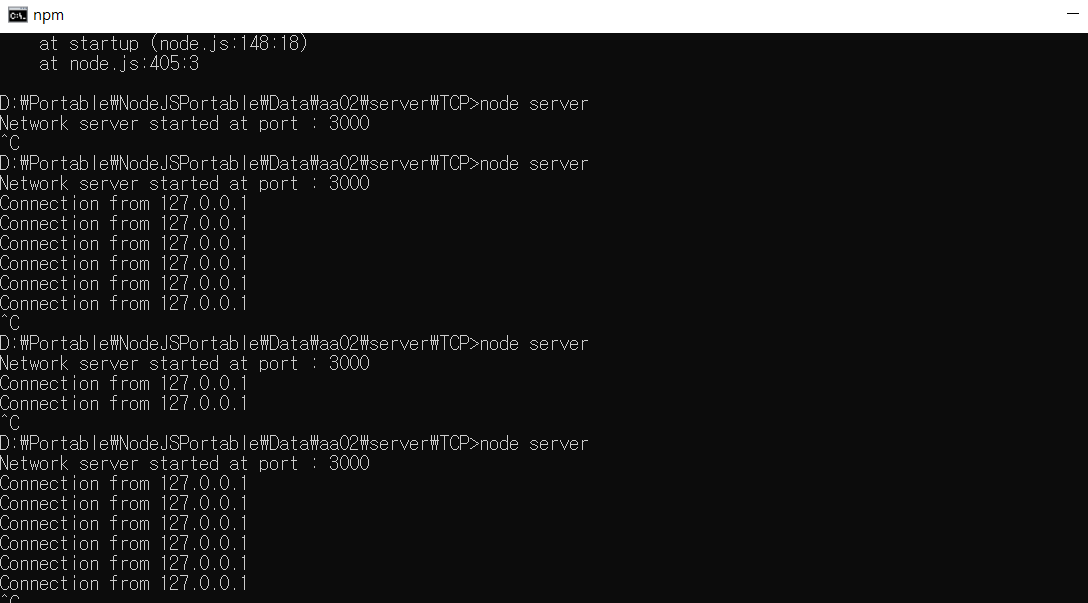 npm
    at startup (node.js:148:18)
    at node.js:405:3
D:₩Portable₩NodeJSPortable₩Data₩aa02₩server₩TCP>node server
Network server started at port : 3000
^C
D:₩Portable₩NodeJSPortable₩Data₩aa02₩server₩TCP>node server
Network server started at port : 3000
Connection from 127.0.0.1
Connection from 127.0.0.1
Connection from 127.0.0.1
Connection from 127.0.0.1
Connection from 127.0.0.1
Connection from 127.0.0.1
^C
D:₩Portable₩NodeJSPortable₩Data₩aa02₩server₩TCP>node server
Network server started at port : 3000
Connection from 127.0.0.1
Connection from 127.0.0.1
^C
D:₩Portable₩NodeJSPortable₩Data₩aa02₩server₩TCP>node server
Network server started at port : 3000
Connection from 127.0.0.1
Connection from 127.0.0.1
Connection from 127.0.0.1
Connection from 127.0.0.1
Connection from 127.0.0.1
Connection from 127.0.0.1
^C